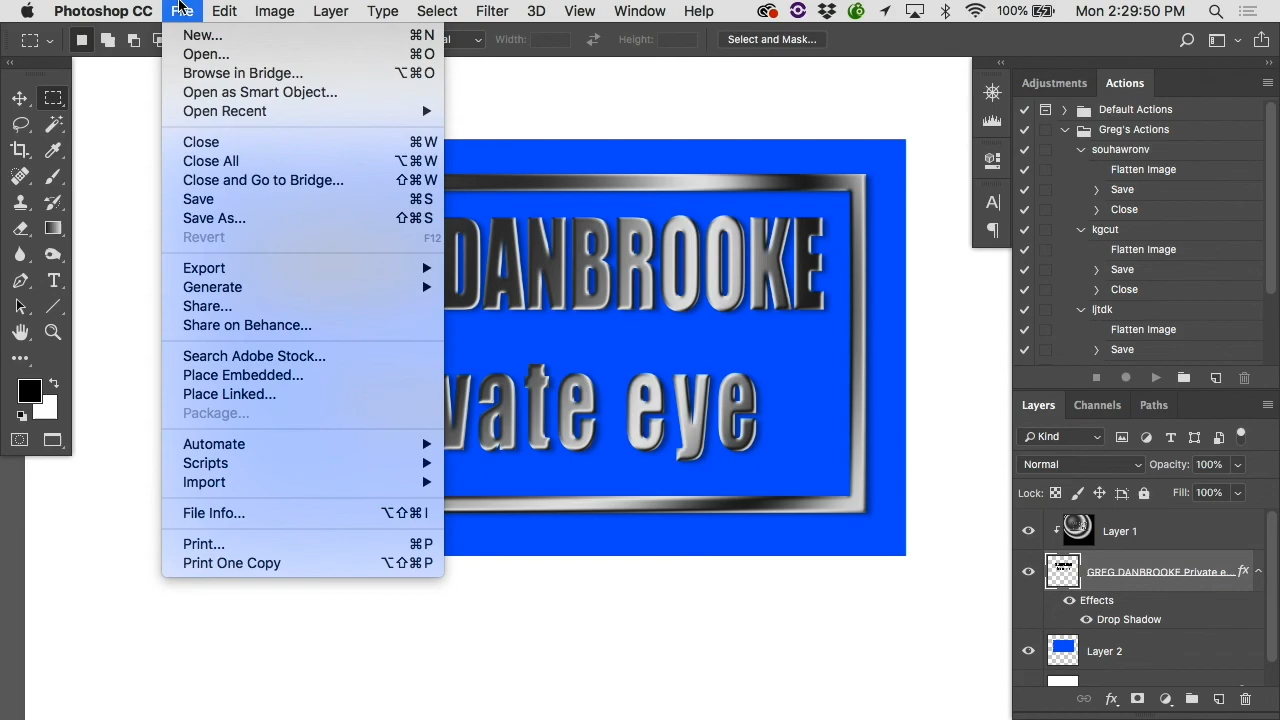 Photoshop CC File Edit Image Layer Type Select Filter 3D View Window Help 100% Mon 2:29:50 PM
Width: Height: Select and Mask...
New... ⌘N
Open... ⌘O
Browse in Bridge... ⌥⌘O
Open as Smart Object...
Open Recent
Close ⌘W
Close All ⌥⌘W
Close and Go to Bridge... ⇧⌘W
Save ⌘S
Save As... ⇧⌘S
Revert F12
Export
Generate
Share...
Share on Behance...
Search Adobe Stock...
Place Embedded...
Place Linked...
Package...
Automate
Scripts
Import
File Info... ⌥⇧⌘I
Print... ⌘P
Print One Copy ⌥⇧⌘P
DANBROOKE
vate eye
Adjustments Actions
Default Actions
Greg's Actions
souhawronv
Flatten Image
Save
Close
kgcut
Flatten Image
Save
Close
ljtdk
Flatten Image
Save
Layers Channels Paths
Kind
Normal Opacity: 100%
Lock: Fill: 100%
Layer 1
GREG DANBROOKE Private e... fx
Effects
Drop Shadow
Layer 2
fx